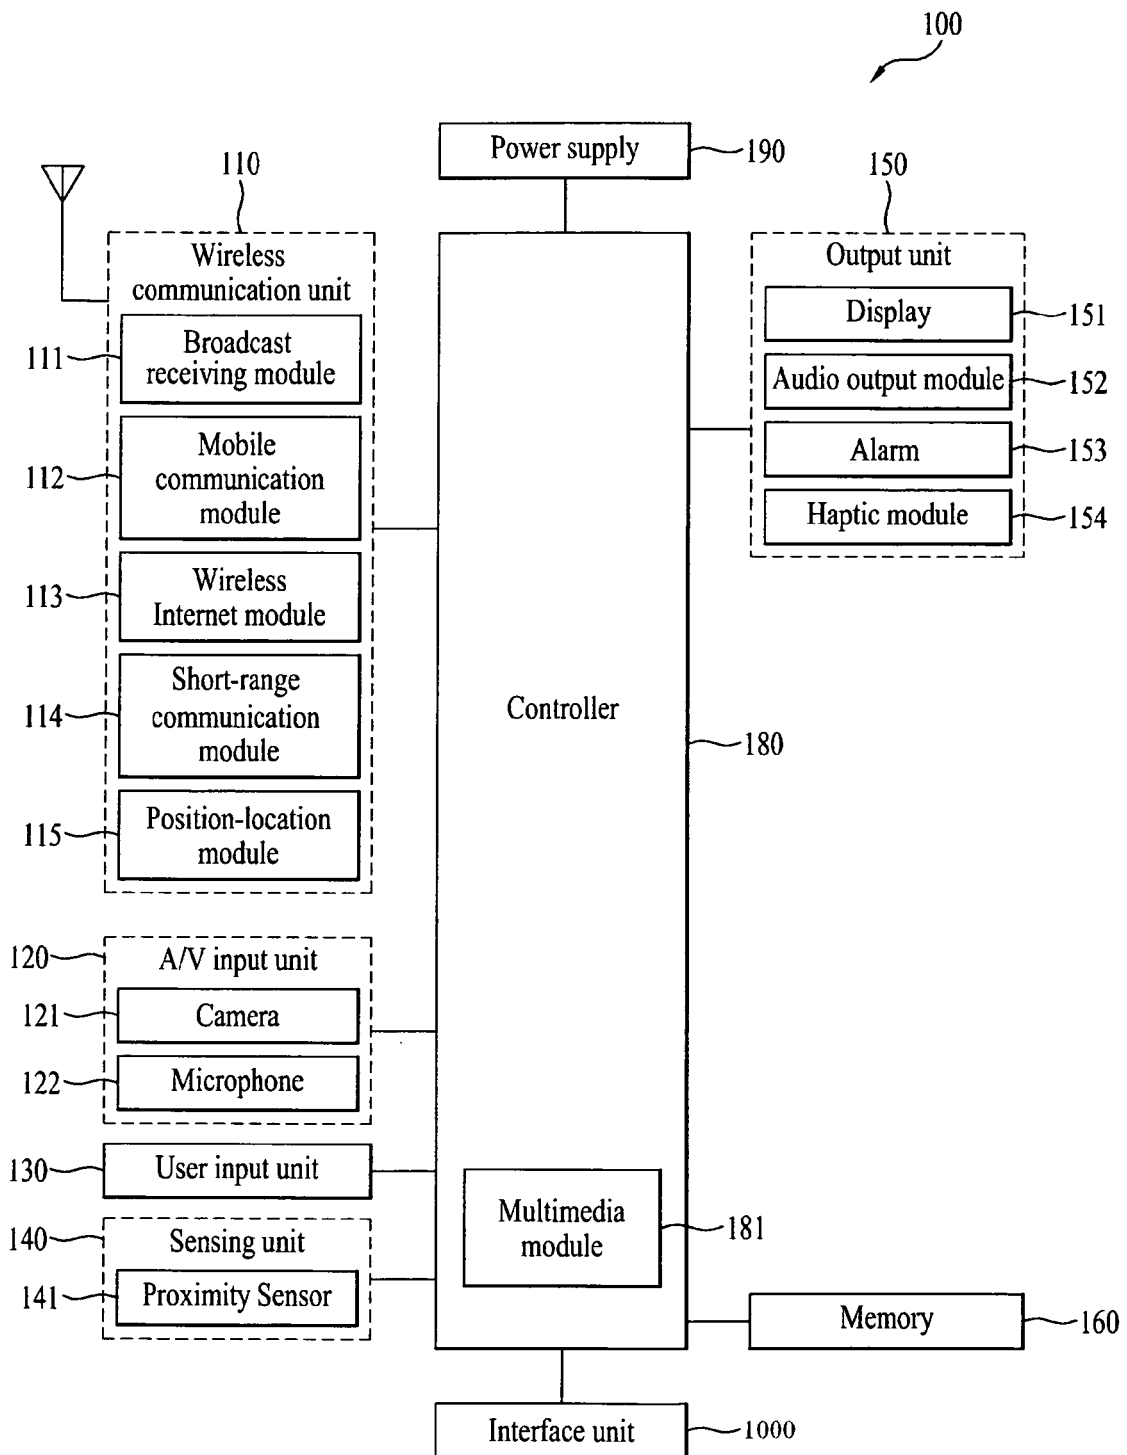 100
Power supply
190
110
Wireless
communication unit
111
Broadcast
receiving module
112
Mobile
communication
module
113
Wireless
Internet module
114
Short-range
communication
module
115
Position-location
module
150
Output unit
Display
151
Audio output module
152
Alarm
153
Haptic module
154
Controller
180
120
A/V input unit
121
Camera
122
Microphone
130
User input unit
140
Sensing unit
141
Proximity Sensor
Multimedia
module
181
Memory
160
Interface unit
1000